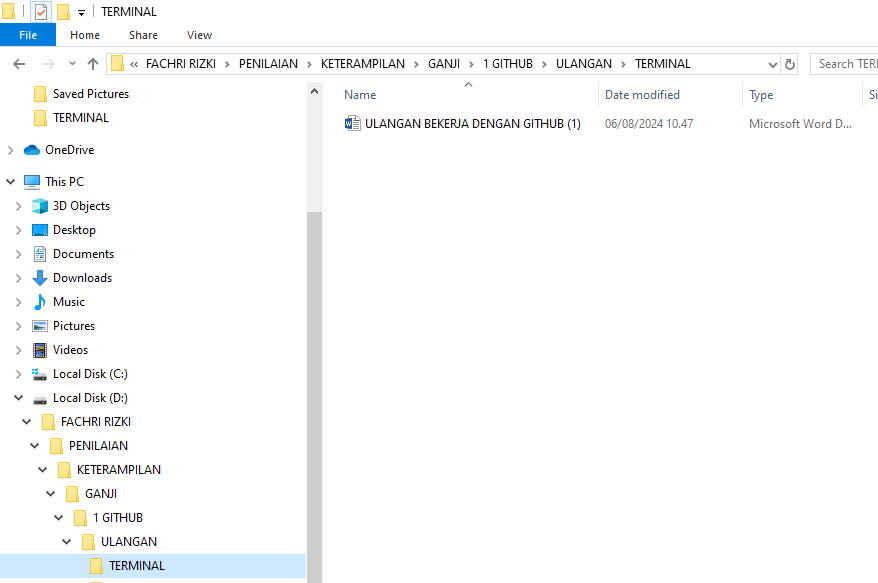 TERMINAL
File Home Share View
« FACHRI RIZKI > PENILAIAN > KETERAMPILAN > GANJI > 1 GITHUB > ULANGAN > TERMINAL
Search TERI
Saved Pictures
TERMINAL
OneDrive
This PC
3D Objects
Desktop
Documents
Downloads
Music
Pictures
Videos
Local Disk (C:)
Local Disk (D:)
FACHRI RIZKI
PENILAIAN
KETERAMPILAN
GANJI
1 GITHUB
ULANGAN
TERMINAL
Name Date modified Type Si
ULANGAN BEKERJA DENGAN GITHUB (1) 06/08/2024 10.47 Microsoft Word D...